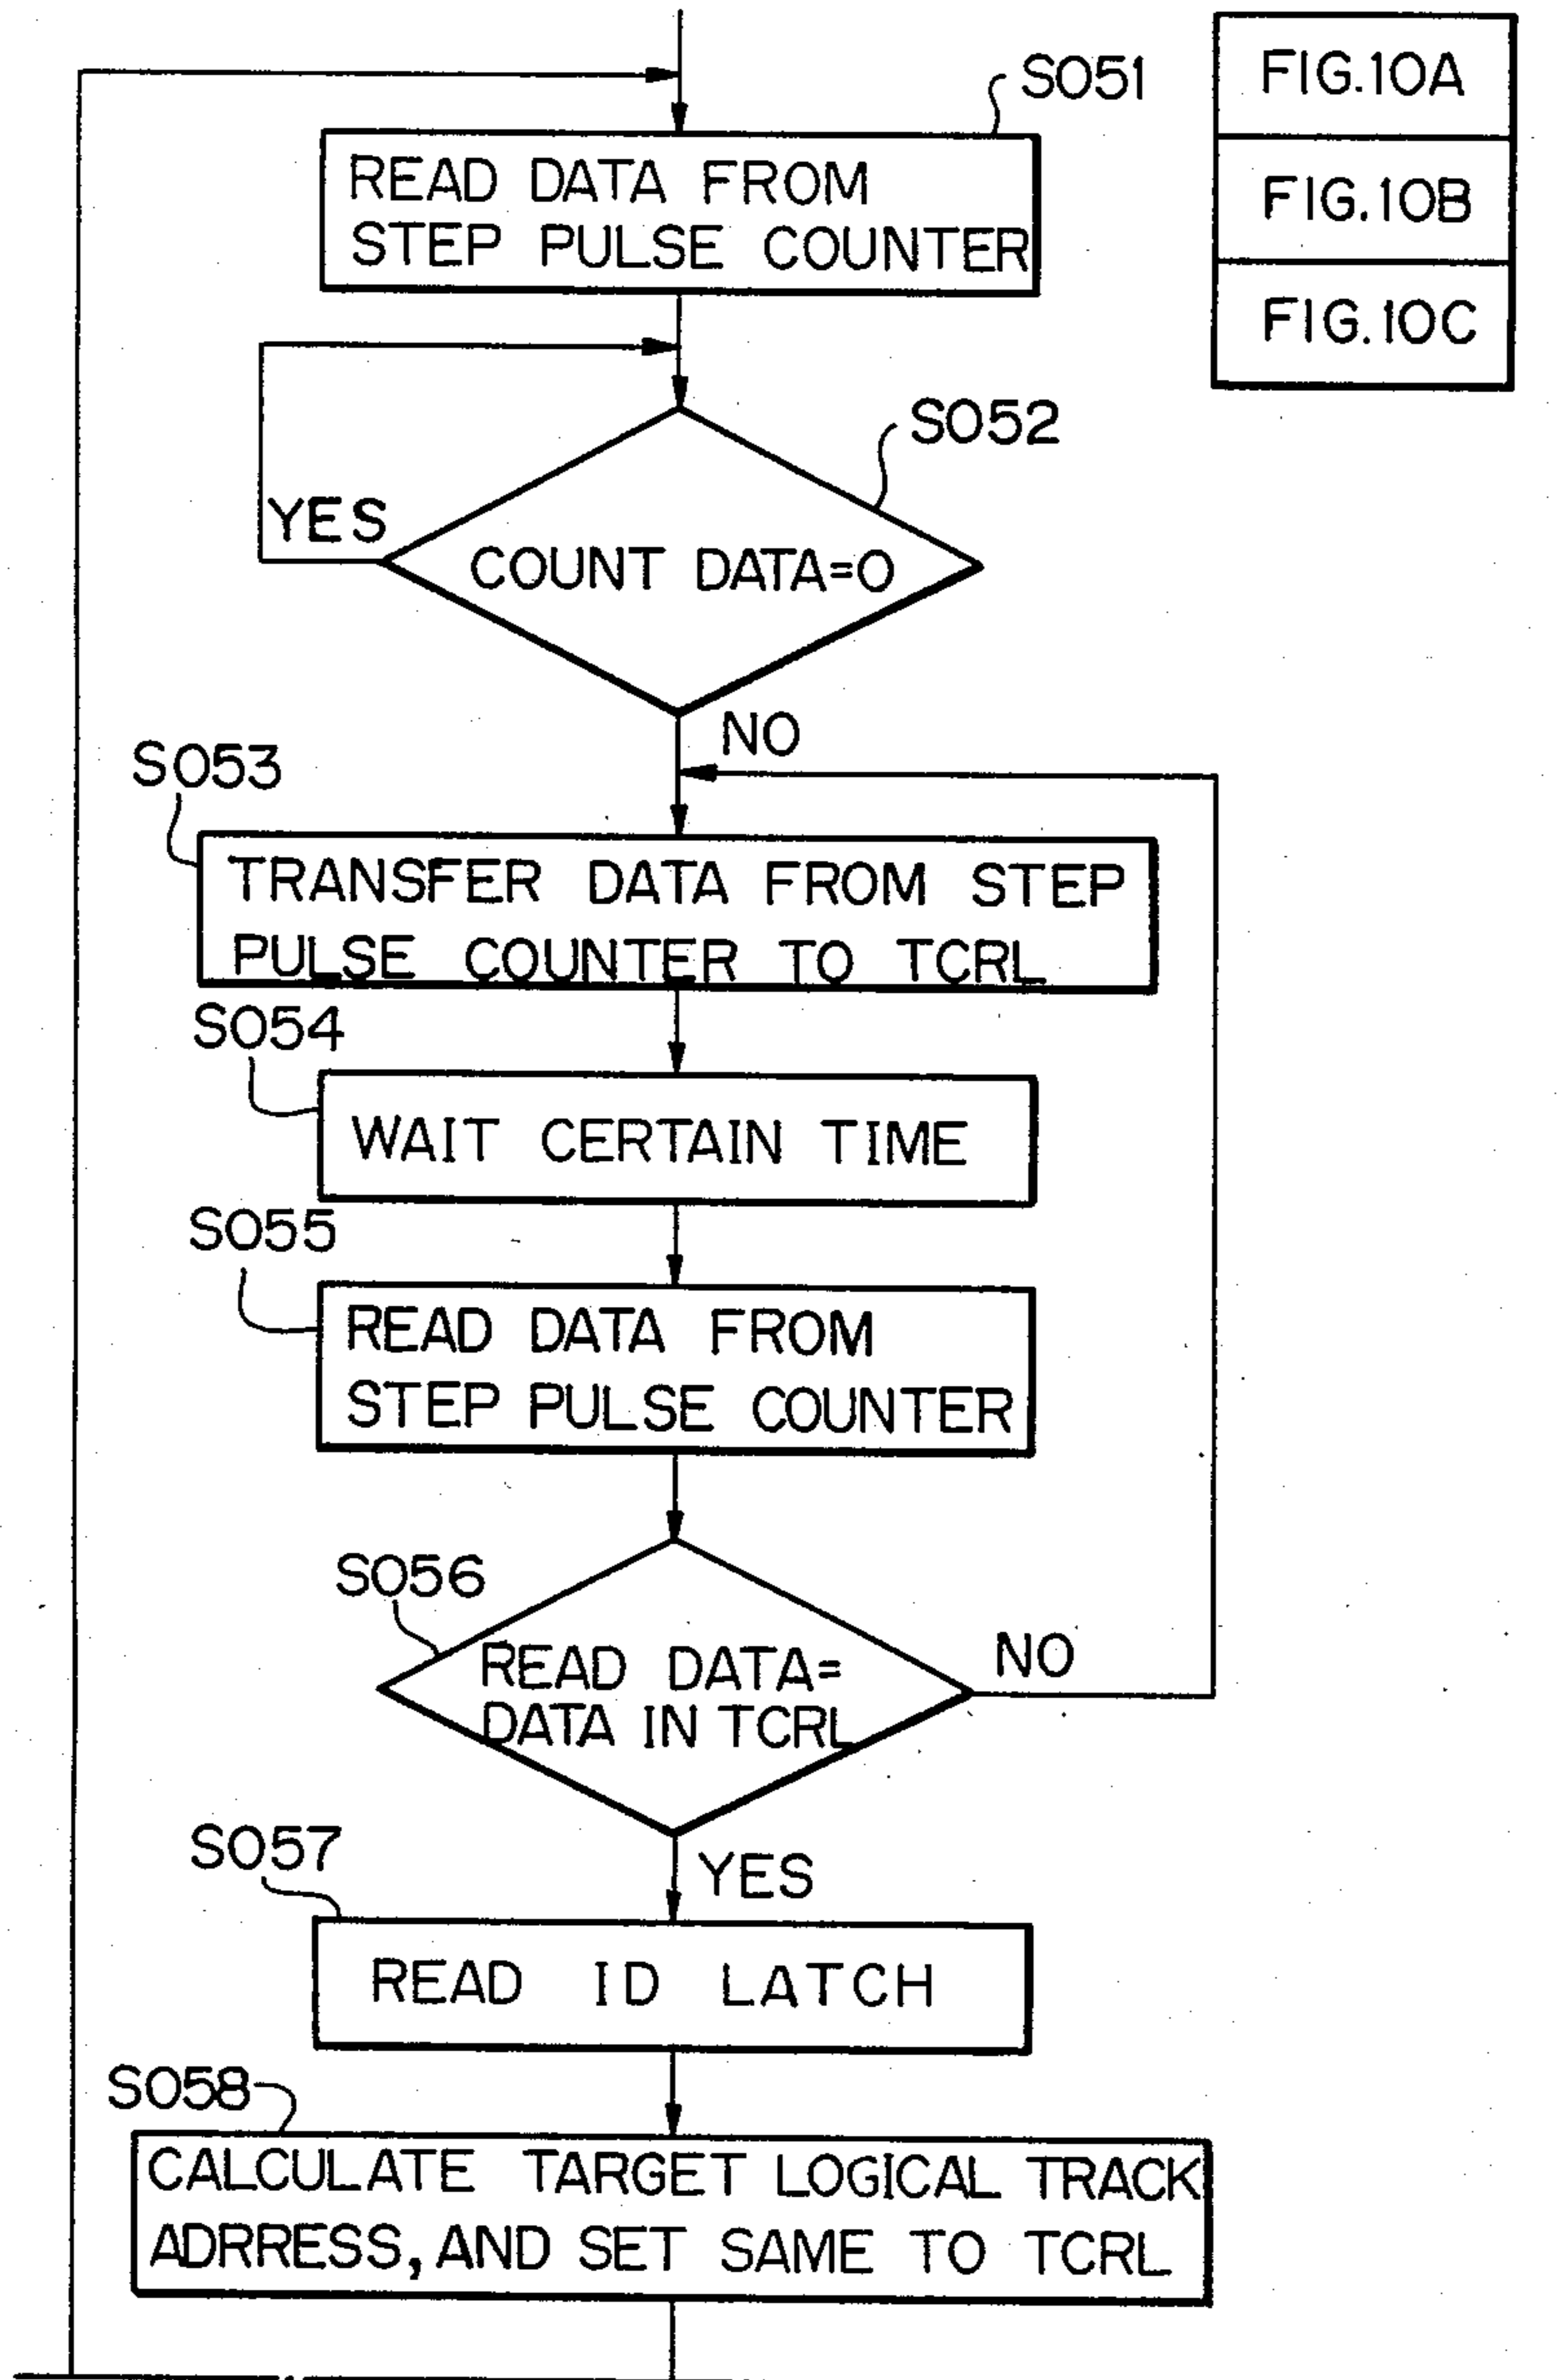 S051
FIG.10A
READ DATA FROM
STEP PULSE COUNTER
FIG.10B
FIG.10C
S052
YES
COUNT DATA=0
NO
S053
TRANSFER DATA FROM STEP
PULSE COUNTER TO TCRL
S054
WAIT CERTAIN TIME
S055
READ DATA FROM
STEP PULSE COUNTER
S056
READ DATA=
DATA IN TCRL
NO
S057
YES
READ ID LATCH
S058
CALCULATE TARGET LOGICAL TRACK
ADRRESS, AND SET SAME TO TCRL